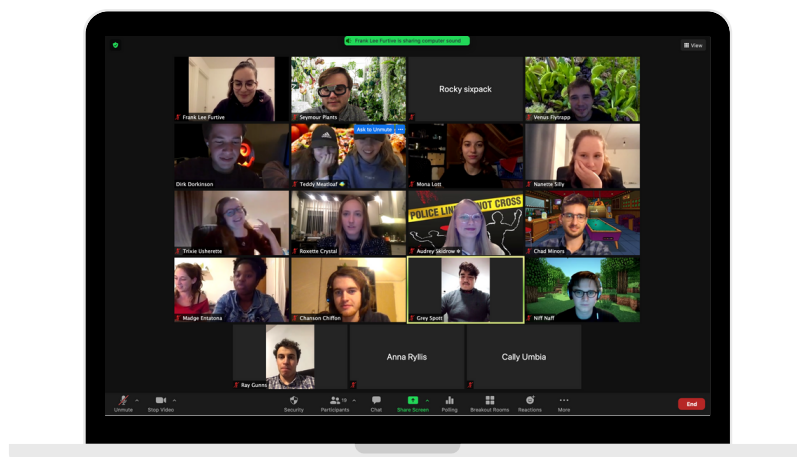 Frank Lee Furtive is sharing computer sound
View
Frank Lee Furtive
Seymour Plants
Rocky sixpack
Venus Flytrapp
Ask to Unmute
Dirk Dorkinson
Teddy Meatloaf
Mona Lott
Nanette Silly
POLICE LINE
NOT CROSS
Trixie Usherette
Roxette Crystal
Audrey Skidrow
Chad Minors
Madge Entatona
Chanson Chiffon
Grey Spott
Niff Naff
Ray Gunns
Anna Ryllis
Cally Umbia
Unmute
Stop Video
Security
19
Participants
Chat
Share Screen
Polling
Breakout Rooms
Reactions
More
End